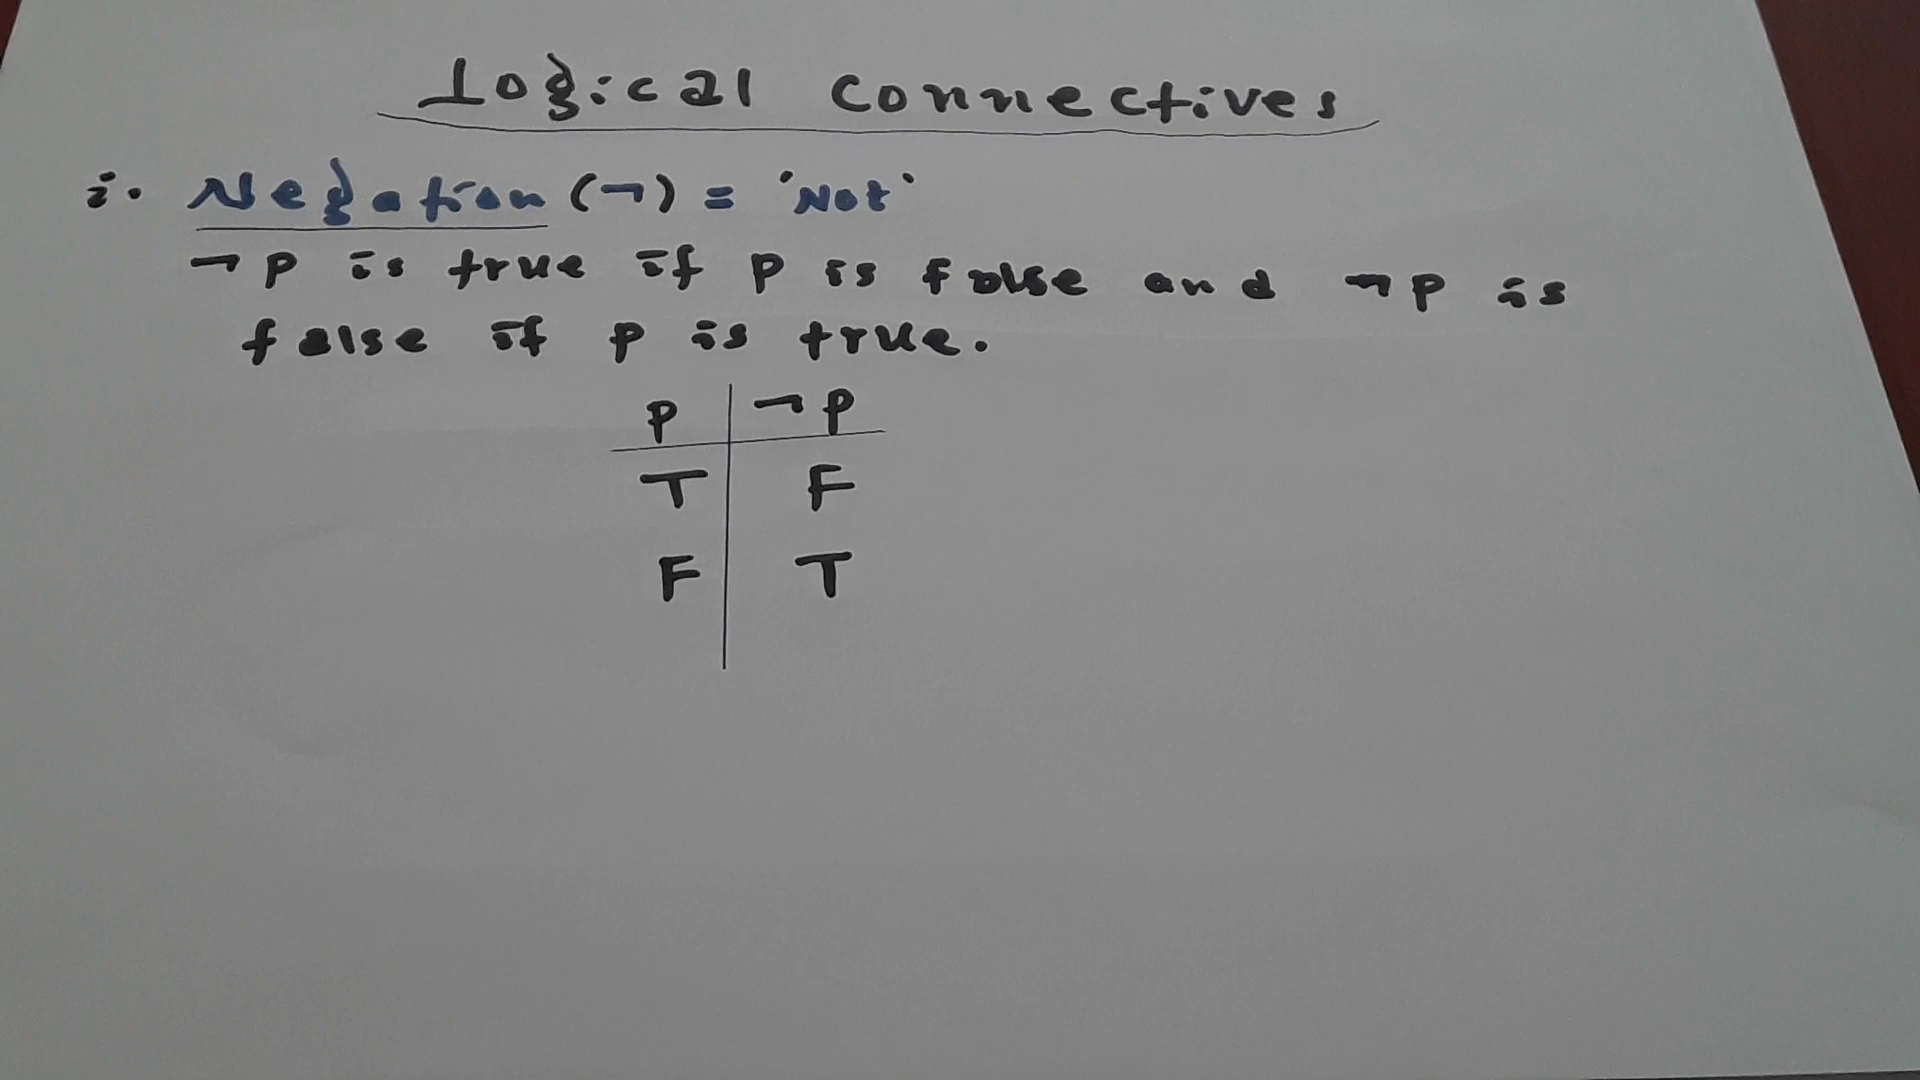 Logical Connectives
i. Negation (¬) = 'Not'
¬p is true if p is false and ¬p is
false if p is true.
P ¬P
T F
F T